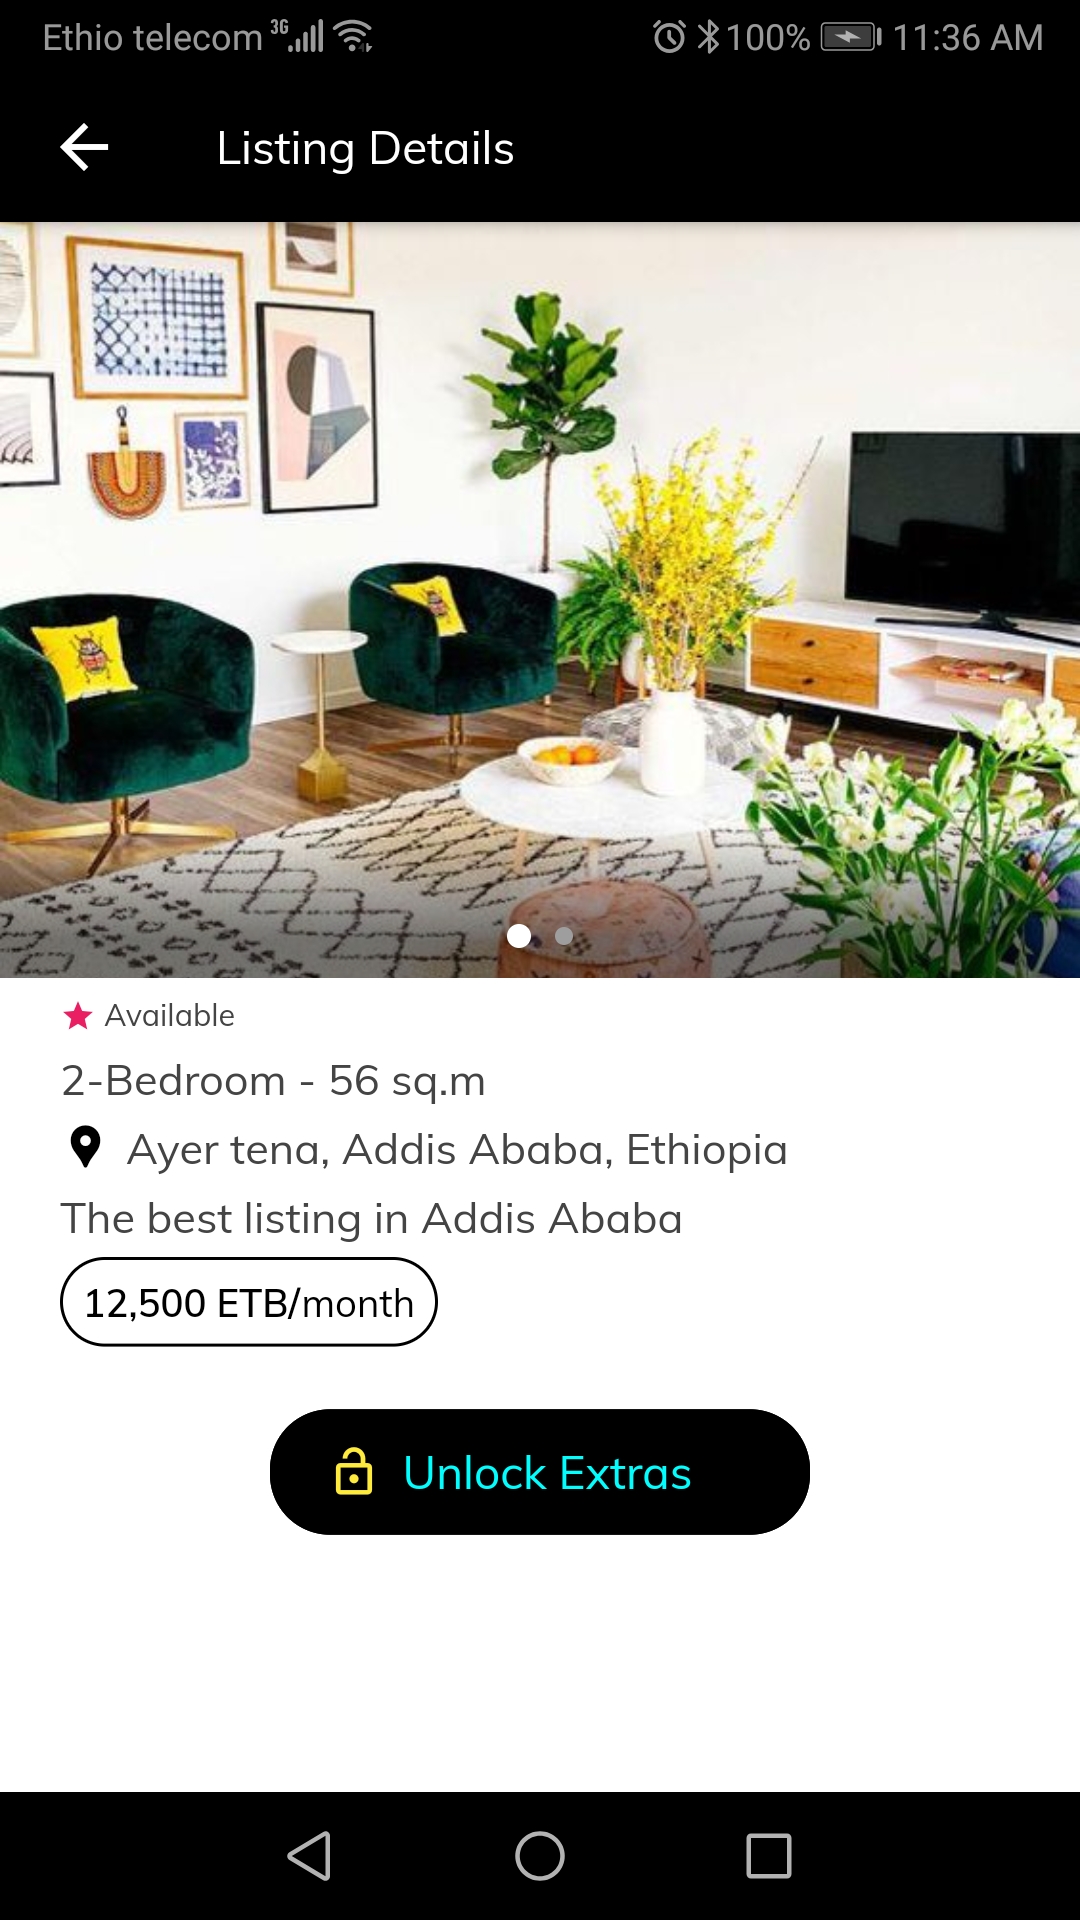 Ethio telecom 3G 100% 11:36 AM
Listing Details
Available
2-Bedroom - 56 sq.m
Ayer tena, Addis Ababa, Ethiopia
The best listing in Addis Ababa
12,500 ETB/month
Unlock Extras